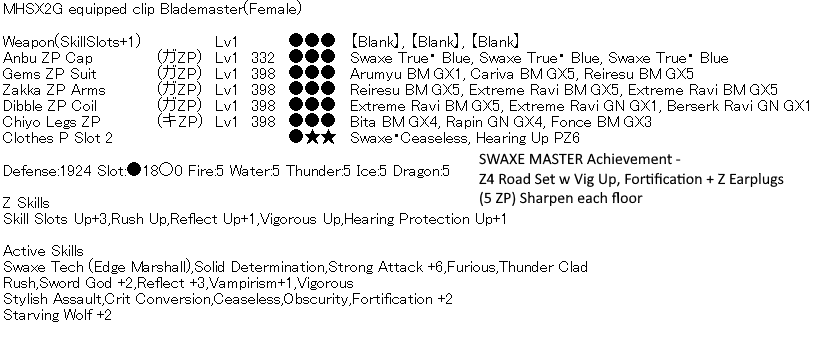 MHSX2G equipped clip Blademaster(Female)
Weapon(SkillSlots+1) Lv1 ●●● 【Blank】, 【Blank】, 【Blank】
Anbu ZP Cap (ガZP) Lv1 332 ●●● Swaxe True・Blue, Swaxe True・Blue, Swaxe True・Blue
Gems ZP Suit (ガZP) Lv1 398 ●●● Arumyu BM GX1, Cariva BM GX5, Reiresu BM GX5
Zakka ZP Arms (ガZP) Lv1 398 ●●● Reiresu BM GX5, Extreme Ravi BM GX5, Extreme Ravi BM GX5
Dibble ZP Coil (ガZP) Lv1 398 ●●● Extreme Ravi BM GX5, Extreme Ravi GN GX1, Berserk Ravi GN GX1
Chiyo Legs ZP (キZP) Lv1 398 ●●● Bita BM GX4, Rapin GN GX4, Fonce BM GX3
Clothes P Slot 2 ●★★ Swaxe・Ceaseless, Hearing Up PZ6
Defense:1924 Slot:●18○0 Fire:5 Water:5 Thunder:5 Ice:5 Dragon:5
SWAXE MASTER Achievement -
Z4 Road Set w Vig Up, Fortification + Z Earplugs
(5 ZP) Sharpen each floor
Z Skills
Skill Slots Up+3,Rush Up,Reflect Up+1,Vigorous Up,Hearing Protection Up+1
Active Skills
Swaxe Tech (Edge Marshall),Solid Determination,Strong Attack +6,Furious,Thunder Clad
Rush,Sword God +2,Reflect +3,Vampirism+1,Vigorous
Stylish Assault,Crit Conversion,Ceaseless,Obscurity,Fortification +2
Starving Wolf +2